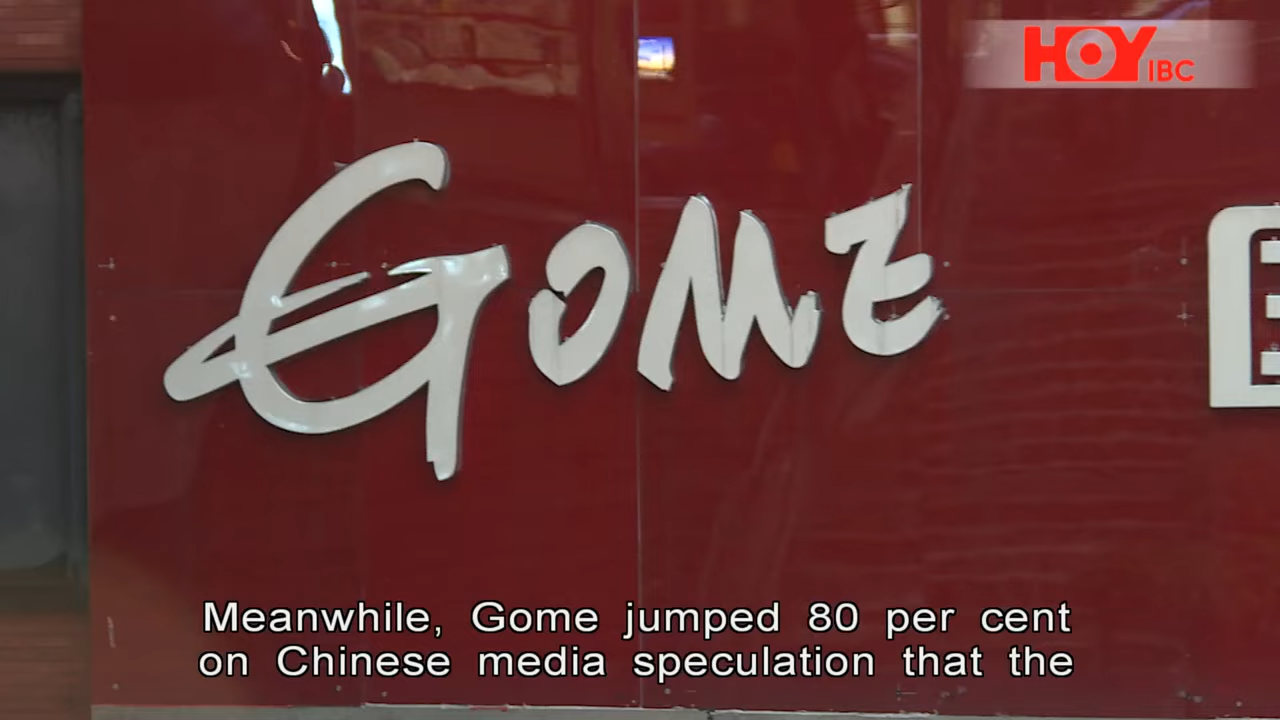 HOY IBC
GOME
Meanwhile, Gome jumped 80 per cent
on Chinese media speculation that the